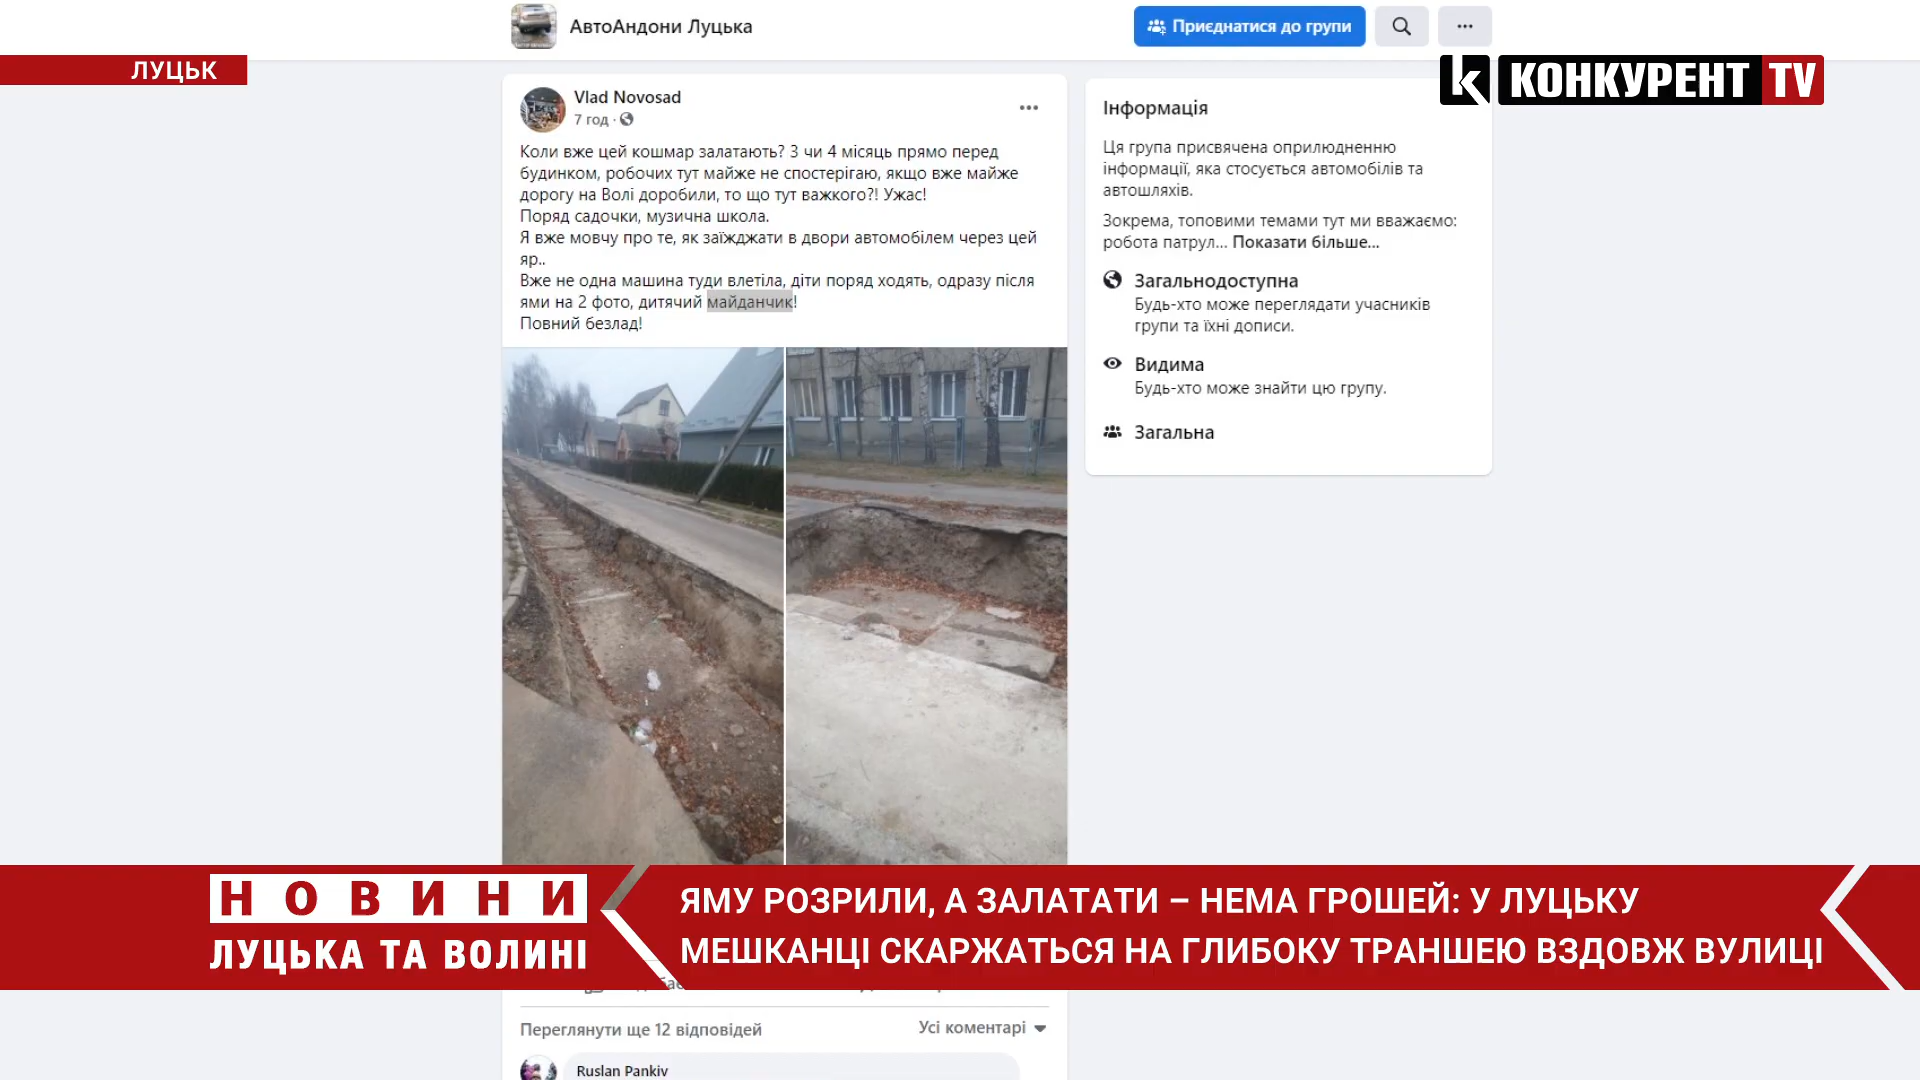 АвтоАндони Луцька
Приєднатися до групи
ЛУЦЬК
КОНКУРЕНТ TV
Vlad Novosad
7 год ·
Коли вже цей кошмар залатають? 3 чи 4 місяць прямо перед
будинком, робочих тут майже не спостерігаю, якщо вже майже
дорогу на Волі доробили, то що тут важкого?! Ужас!
Поряд садочки, музична школа.
Я вже мовчу про те, як заїжджати в двори автомобілем через цей
яр..
Вже не одна машина туди влетіла, діти поряд ходять, одразу після
ями на 2 фото, дитячий майданчик!
Повний безлад!
Інформація
Ця група присвячена оприлюдненню
інформації, яка стосується автомобілів та
автошляхів.
Зокрема, топовими темами тут ми вважаємо:
робота патрул... Показати більше...
Загальнодоступна
Будь-хто може переглядати учасників
групи та їхні дописи.
Видима
Будь-хто може знайти цю групу.
Загальна
НОВИНИ
ЛУЦЬКА ТА ВОЛИНІ
ЯМУ РОЗРИЛИ, А ЗАЛАТАТИ – НЕМА ГРОШЕЙ: У ЛУЦЬКУ
МЕШКАНЦІ СКАРЖАТЬСЯ НА ГЛИБОКУ ТРАНШЕЮ ВЗДОВЖ ВУЛИЦІ
Переглянути ще 12 відповідей
Усі коментарі
Ruslan Pankiv